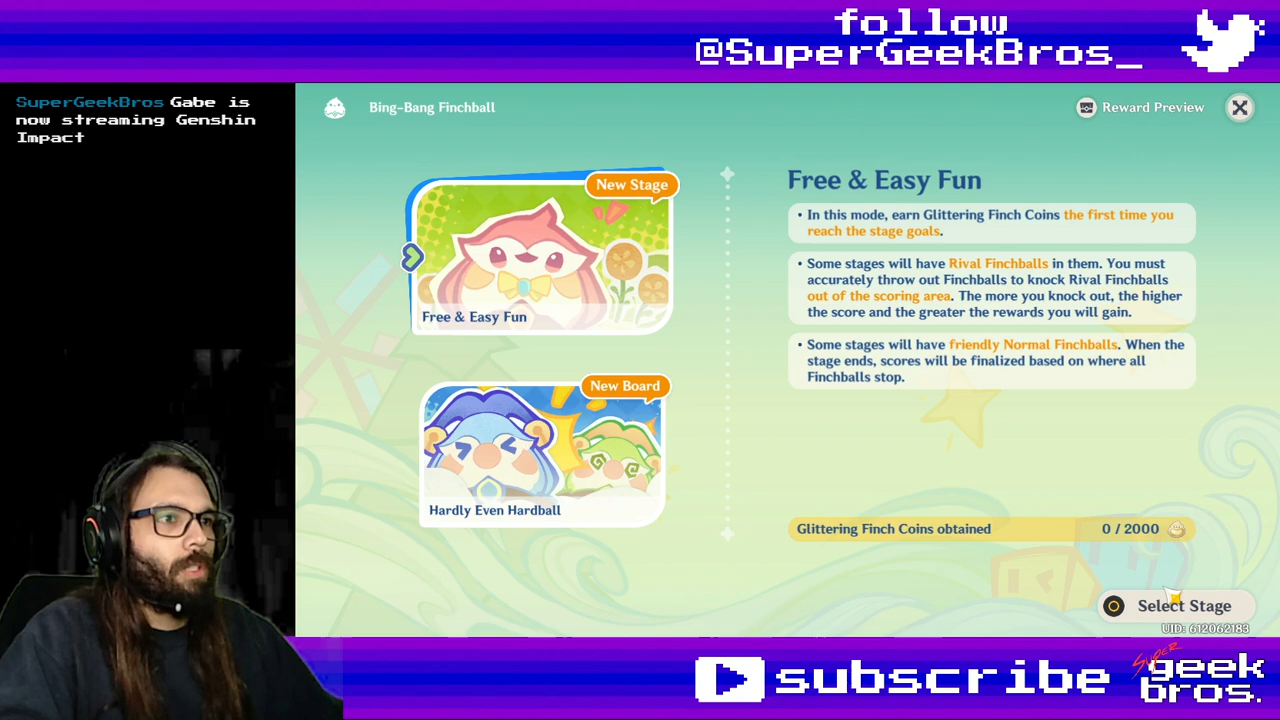 follow
@SuperGeekBros_
SuperGeekBros Gabe is
now streaming Genshin
Impact
Bing-Bang Finchball
Reward Preview
New Stage
Free & Easy Fun
New Board
Hardly Even Hardball
Free & Easy Fun
• In this mode, earn Glittering Finch Coins the first time you
reach the stage goals.
• Some stages will have Rival Finchballs in them. You must
accurately throw out Finchballs to knock Rival Finchballs
out of the scoring area. The more you knock out, the higher
the score and the greater the rewards you will gain.
• Some stages will have friendly Normal Finchballs. When the
stage ends, scores will be finalized based on where all
Finchballs stop.
Glittering Finch Coins obtained 0 / 2000
Select Stage
UID: 612062183
subscribe
SUPER
geek
bros.